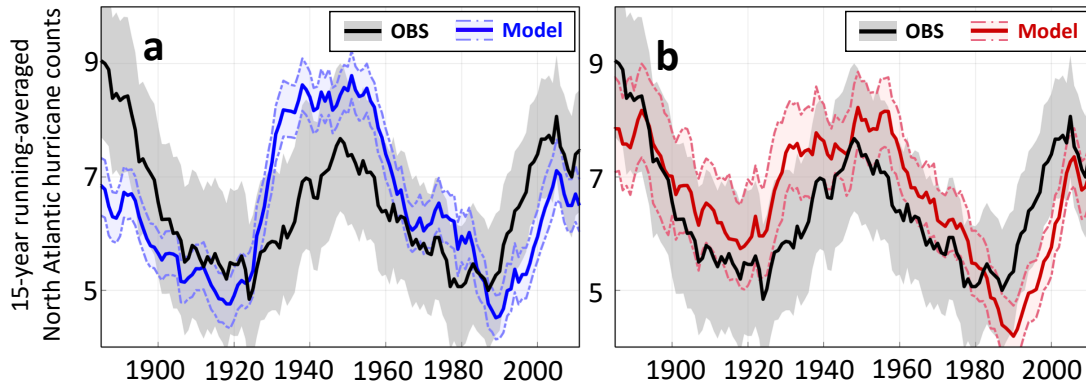 15-year running-averaged
North Atlantic hurricane counts
a
OBS
Model
9
7
5
1900
1920
1940
1960
1980
2000
b
OBS
Model
9
7
5
1900
1920
1940
1960
1980
2000